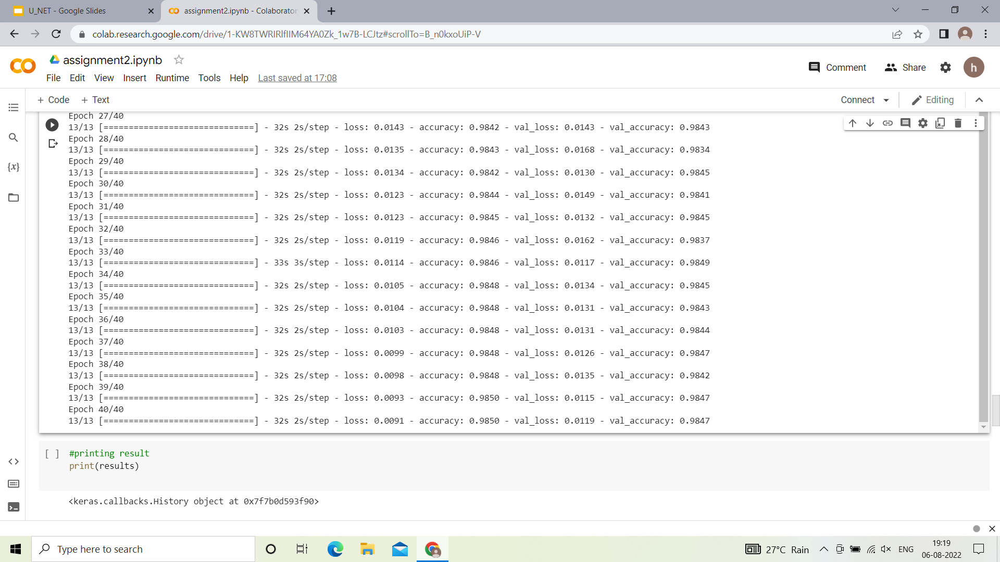 U_NET - Google Slides
assignment2.ipynb - Colaborator
colab.research.google.com/drive/
assignment2.ipynb
Comment
Share
h
File Edit View Insert Runtime Tools Help Last saved at 17:08
+ Code + Text
Connect
Editing
{x}
Epoch 27/40
13/13 [==============================] - 32s 2s/step - loss: 0.0143 - accuracy: 0.9842 - val_loss: 0.0143 - val_accuracy: 0.9843
Epoch 28/40
13/13 [==============================] - 32s 2s/step - loss: 0.0135 - accuracy: 0.9843 - val_loss: 0.0168 - val_accuracy: 0.9834
Epoch 29/40
13/13 [==============================] - 32s 2s/step - loss: 0.0134 - accuracy: 0.9842 - val_loss: 0.0130 - val_accuracy: 0.9845
Epoch 30/40
13/13 [==============================] - 32s 2s/step - loss: 0.0123 - accuracy: 0.9844 - val_loss: 0.0149 - val_accuracy: 0.9841
Epoch 31/40
13/13 [==============================] - 32s 2s/step - loss: 0.0123 - accuracy: 0.9845 - val_loss: 0.0132 - val_accuracy: 0.9845
Epoch 32/40
13/13 [==============================] - 32s 2s/step - loss: 0.0119 - accuracy: 0.9846 - val_loss: 0.0162 - val_accuracy: 0.9837
Epoch 33/40
13/13 [==============================] - 33s 3s/step - loss: 0.0114 - accuracy: 0.9846 - val_loss: 0.0117 - val_accuracy: 0.9849
Epoch 34/40
13/13 [==============================] - 32s 2s/step - loss: 0.0105 - accuracy: 0.9848 - val_loss: 0.0134 - val_accuracy: 0.9845
Epoch 35/40
13/13 [==============================] - 32s 2s/step - loss: 0.0104 - accuracy: 0.9848 - val_loss: 0.0131 - val_accuracy: 0.9843
Epoch 36/40
13/13 [==============================] - 32s 2s/step - loss: 0.0103 - accuracy: 0.9848 - val_loss: 0.0131 - val_accuracy: 0.9844
Epoch 37/40
13/13 [==============================] - 32s 2s/step - loss: 0.0099 - accuracy: 0.9848 - val_loss: 0.0126 - val_accuracy: 0.9847
Epoch 38/40
13/13 [==============================] - 32s 2s/step - loss: 0.0098 - accuracy: 0.9848 - val_loss: 0.0135 - val_accuracy: 0.9842
Epoch 39/40
13/13 [==============================] - 32s 2s/step - loss: 0.0093 - accuracy: 0.9850 - val_loss: 0.0115 - val_accuracy: 0.9847
Epoch 40/40
13/13 [==============================] - 32s 2s/step - loss: 0.0091 - accuracy: 0.9850 - val_loss: 0.0119 - val_accuracy: 0.9847
[ ] #printing result
print(results)
<keras.callbacks.History object at 0x7f7b0d593f90>
Type here to search
27°C Rain
ENG
19:19
06-08-2022